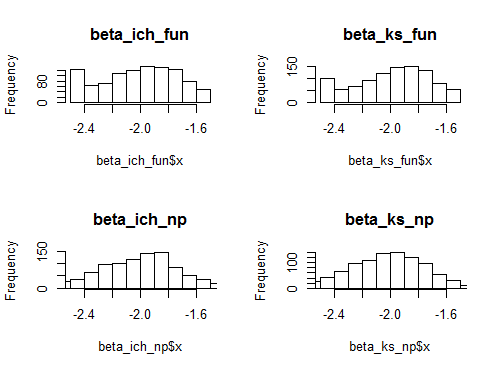 beta_ich_fun
Frequency
0 80
-2.4 -2.0 -1.6
beta_ich_fun$x
beta_ks_fun
Frequency
0 150
-2.4 -2.0 -1.6
beta_ks_fun$x
beta_ich_np
Frequency
0 150
-2.4 -2.0 -1.6
beta_ich_np$x
beta_ks_np
Frequency
0 100
-2.4 -2.0 -1.6
beta_ks_np$x